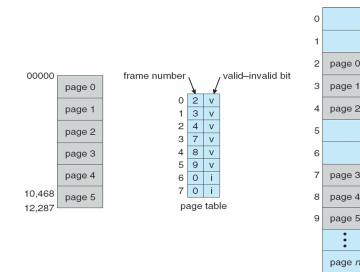 00000
page 0
page 1
page 2
page 3
page 4
page 5
10,468
12,287
frame number
valid–invalid bit
0 2 v
1 3 v
2 4 v
3 7 v
4 8 v
5 9 v
6 0 i
7 0 i
page table
0
1
2 page 0
3 page 1
4 page 2
5
6
7 page 3
8 page 4
9 page 5
page n